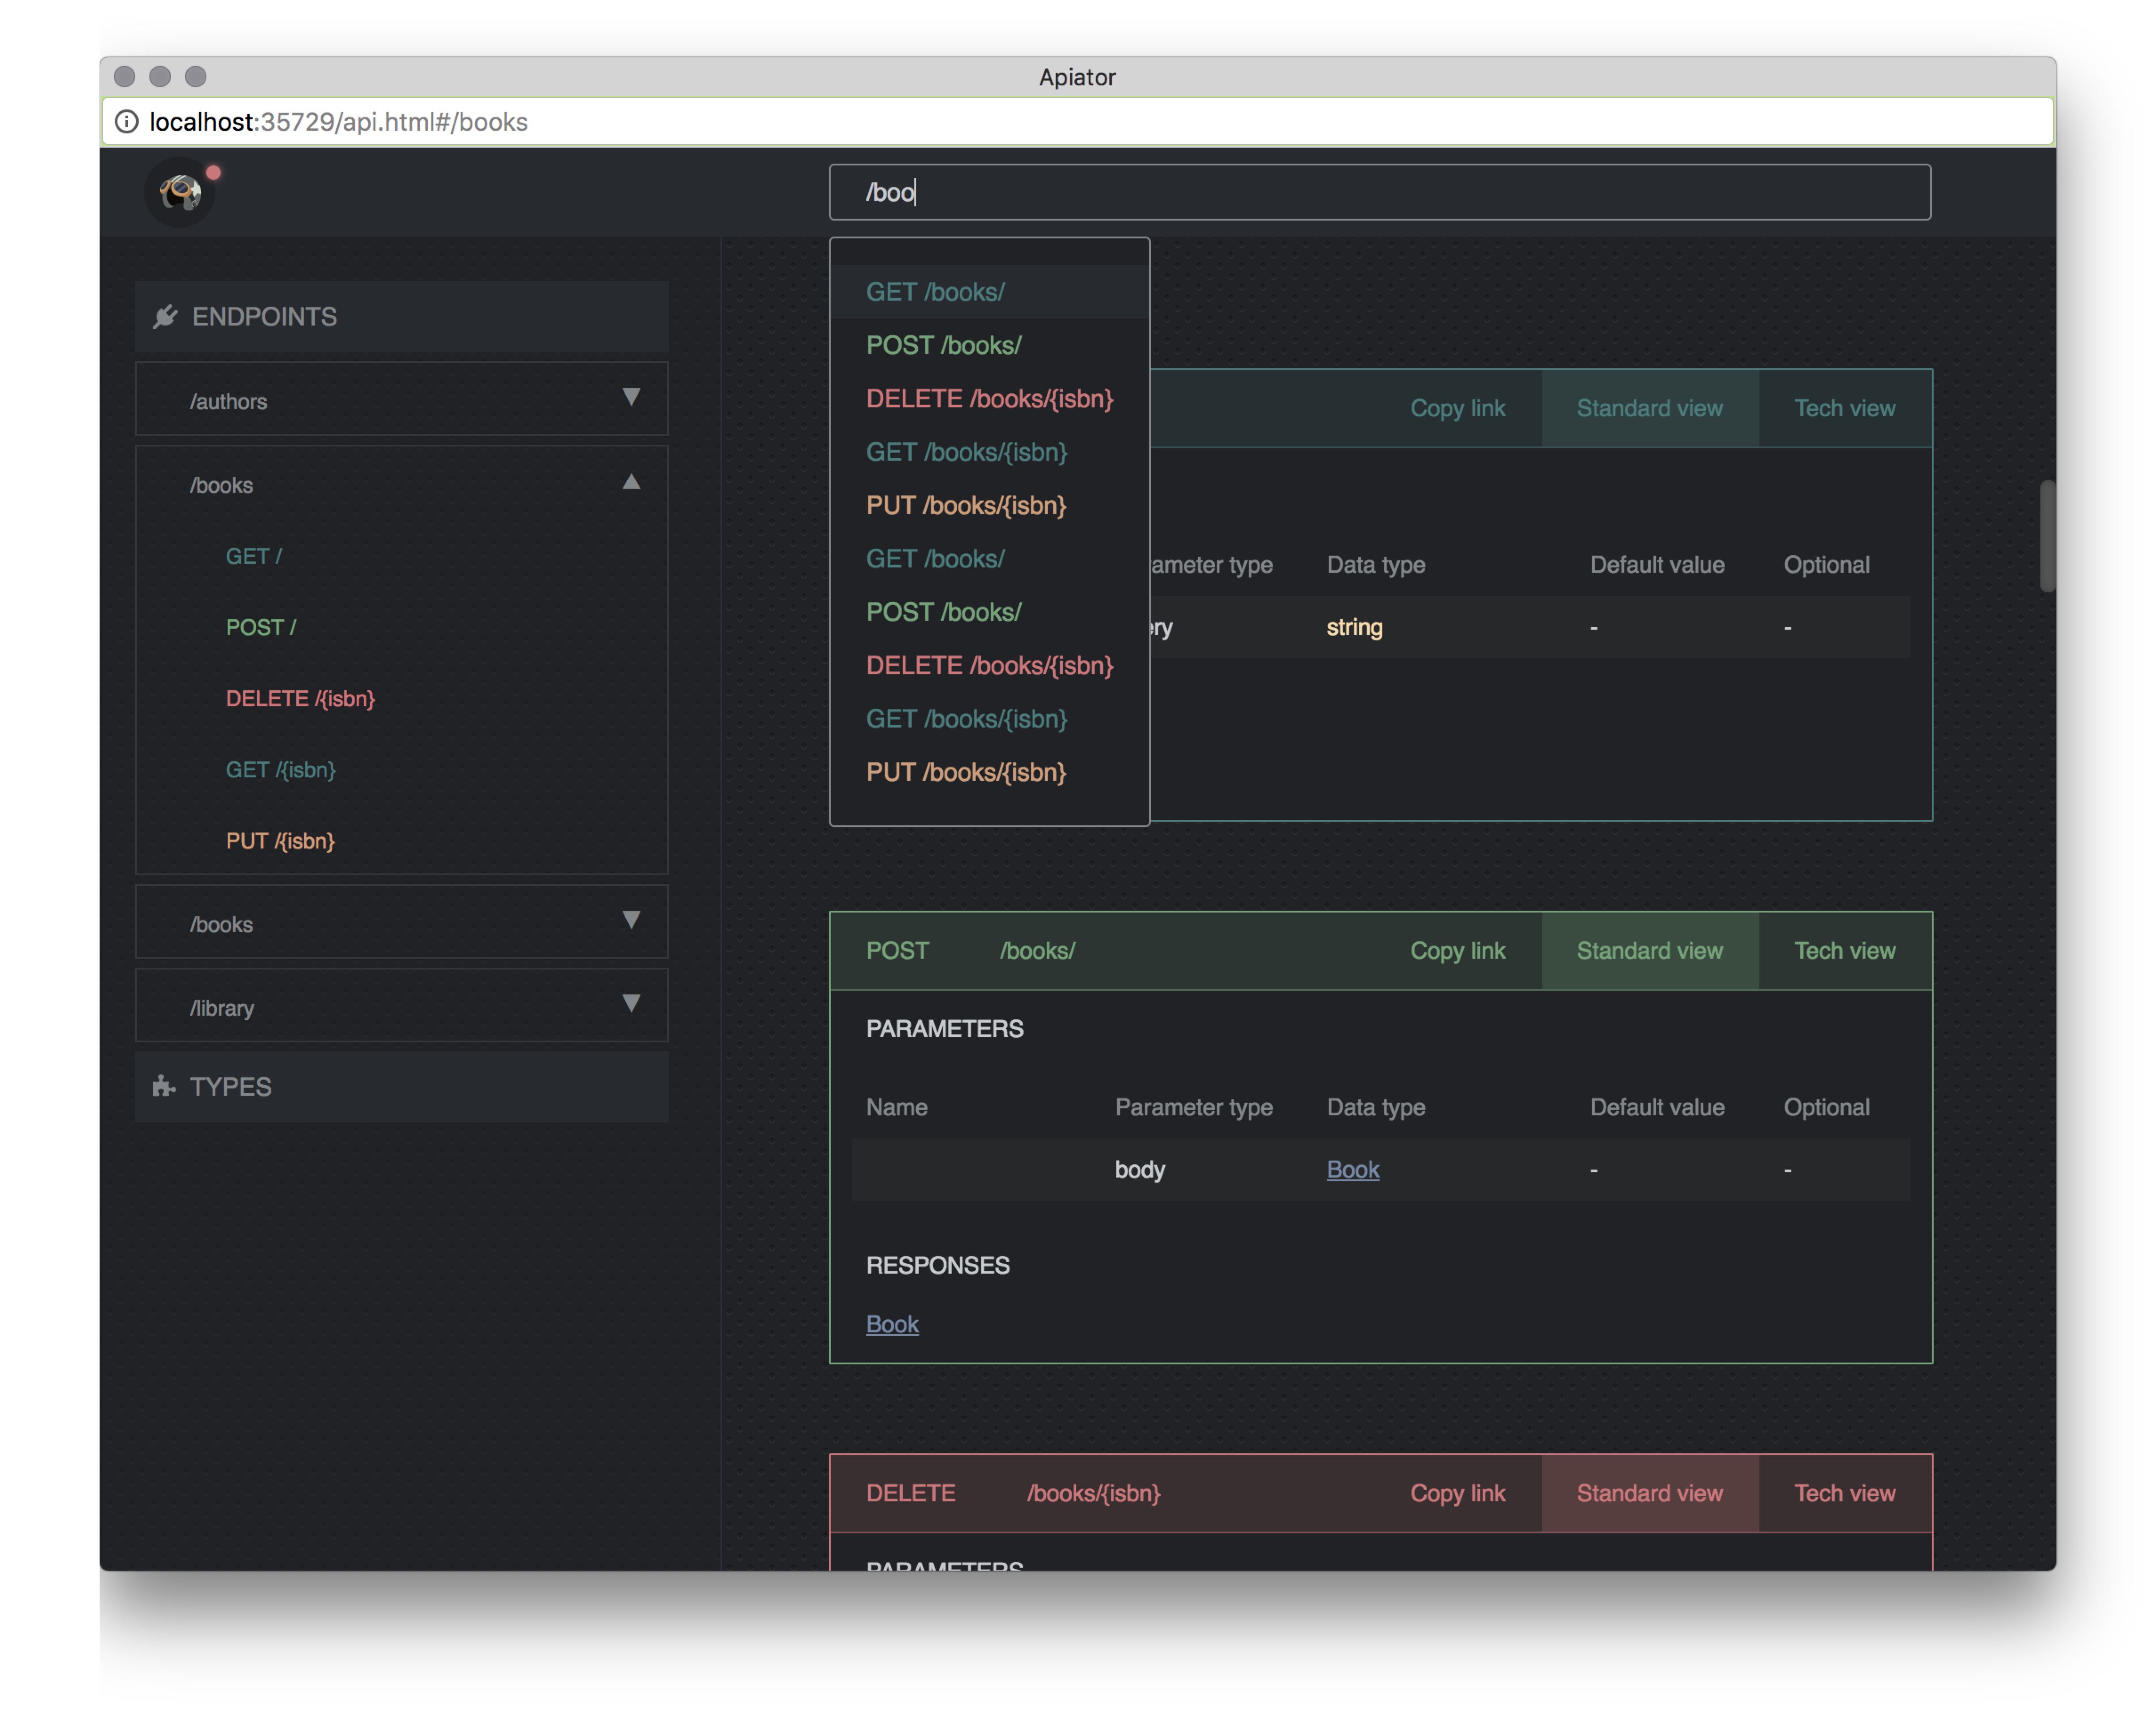 Apiator
localhost:35729/api.html#/books
/boo
ENDPOINTS
/authors
/books
GET /
POST /
DELETE /{isbn}
GET /{isbn}
PUT /{isbn}
/books
/library
TYPES
GET /books/
POST /books/
DELETE /books/{isbn}
GET /books/{isbn}
PUT /books/{isbn}
GET /books/
POST /books/
DELETE /books/{isbn}
GET /books/{isbn}
PUT /books/{isbn}
Copy link Standard view Tech view
ameter type Data type Default value Optional
ery string - -
POST /books/ Copy link Standard view Tech view
PARAMETERS
Name Parameter type Data type Default value Optional
body Book - -
RESPONSES
Book
DELETE /books/{isbn} Copy link Standard view Tech view
PARAMETERS